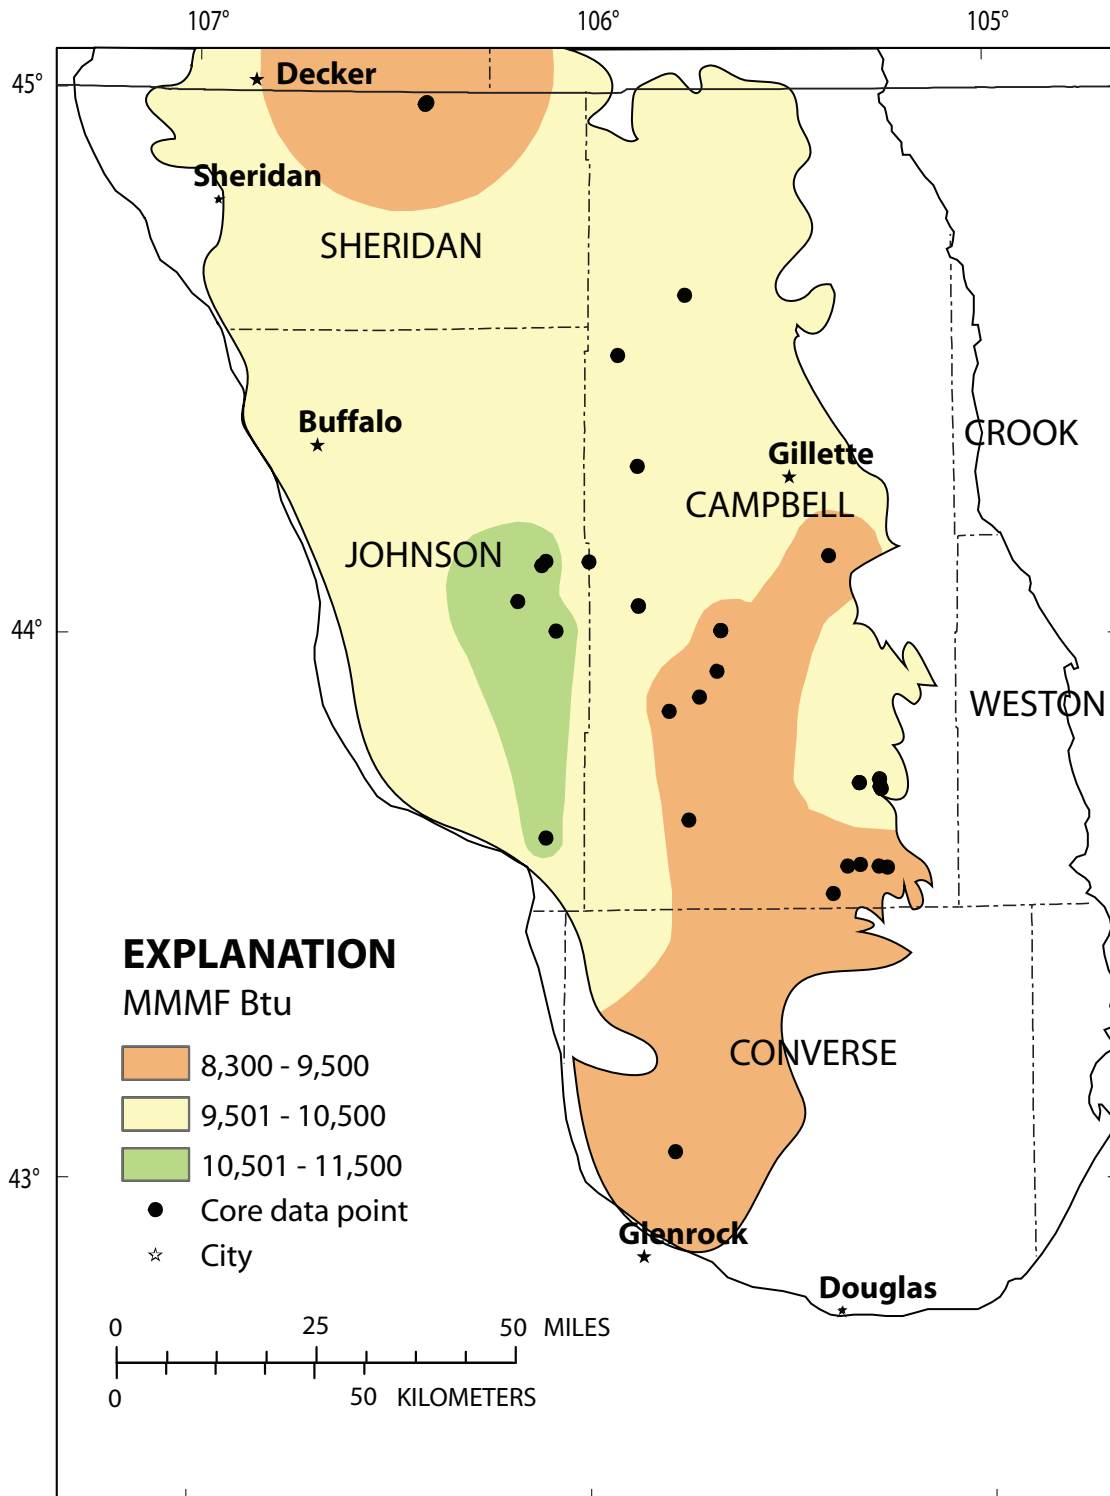 107°
106°
105°
45°
Decker
Sheridan
SHERIDAN
Buffalo
CROOK
Gillette
CAMPBELL
JOHNSON
44°
WESTON
EXPLANATION
MMMF Btu
8,300 - 9,500
CONVERSE
9,501 - 10,500
10,501 - 11,500
43°
Core data point
Glenrock
City
Douglas
0 25 50 MILES
0 50 KILOMETERS